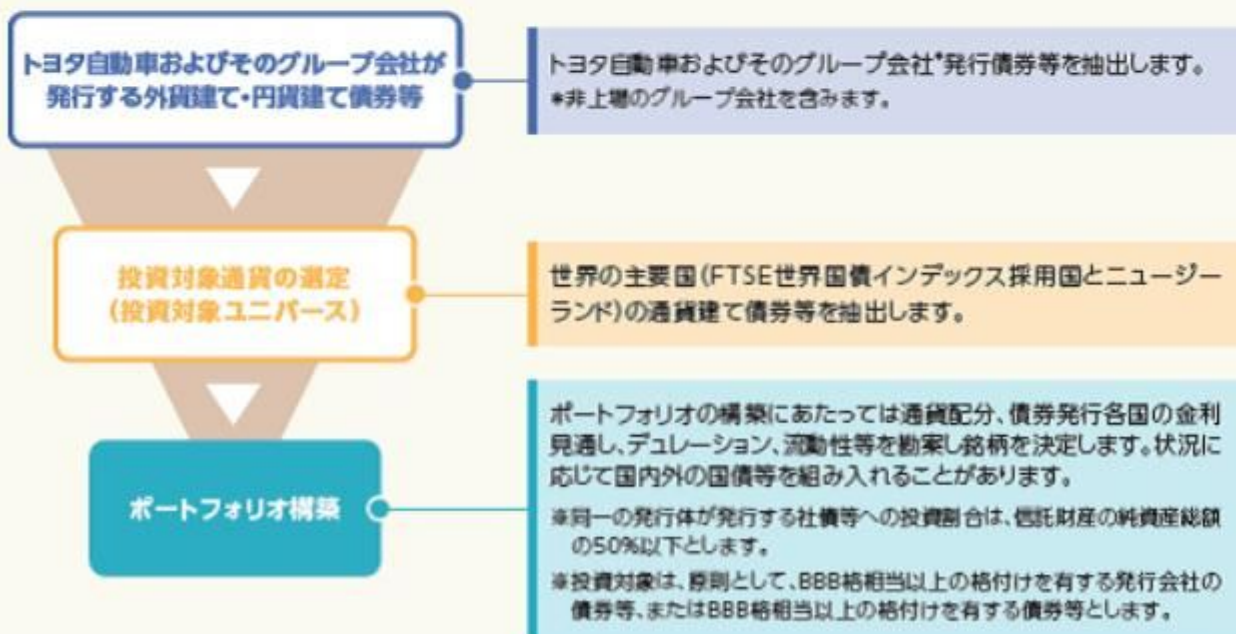 トヨタ自動車およびそのグループ会社が
発行する外貨建て・円貨建て債券等
トヨタ自動車およびそのグループ会社*発行債券等を抽出します。
*非上場のグループ会社を含みます。
投資対象通貨の選定
(投資対象ユニバース)
世界の主要国(FTSE世界国債インデックス採用国とニュージー
ランド)の通貨建て債券等を抽出します。
ポートフォリオ構築
ポートフォリオの構築にあたっては通貨配分、債券発行各国の金利
見通し、デュレーション、流動性等を勘案し銘柄を決定します。状況に
応じて国内外の国債等を組み入れることがあります。
※同一の発行体が発行する社債等への投資割合は、信託財産の純資産総額
の50%以下とします。
※投資対象は、原則として、BBB格相当以上の格付けを有する発行会社の
債券等、またはBBB格相当以上の格付けを有する債券等とします。